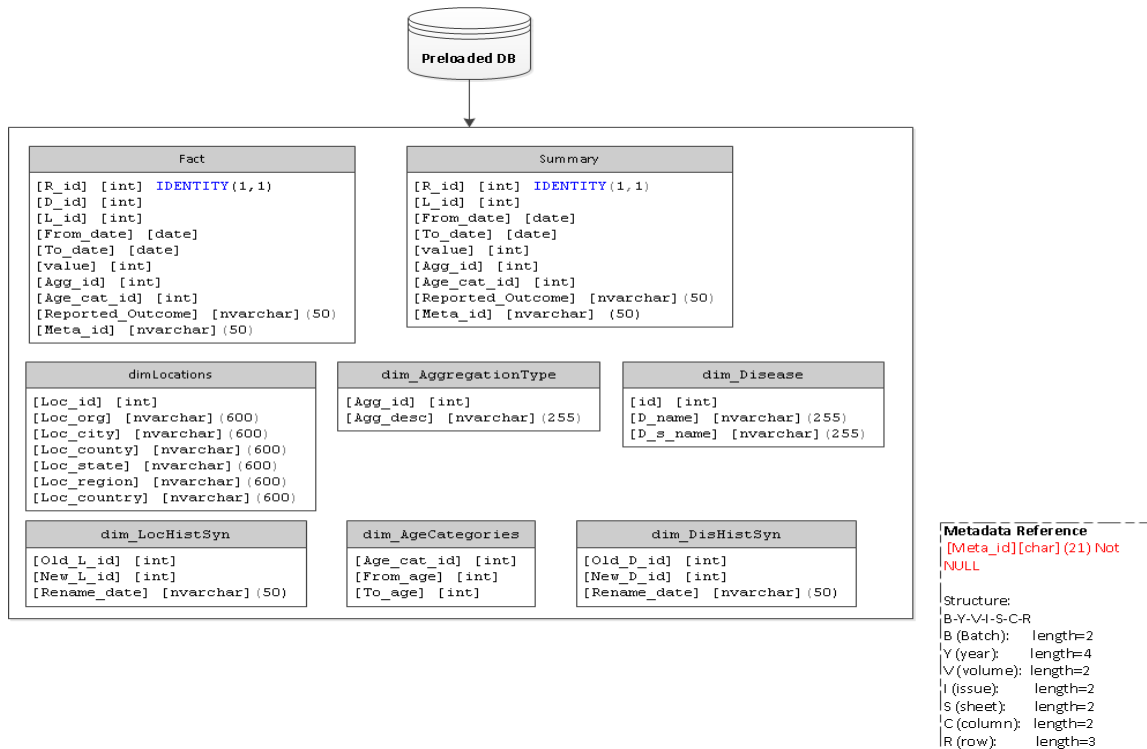 Preloaded DB
Fact
[R_id] [int] IDENTITY(1,1)
[D_id] [int]
[L_id] [int]
[From_date] [date]
[To_date] [date]
[value] [int]
[Agg_id] [int]
[Age_cat_id] [int]
[Reported_Outcome] [nvarchar](50)
[Meta_id] [nvarchar](50)
Summary
[R_id] [int] IDENTITY(1,1)
[L_id] [int]
[From_date] [date]
[To_date] [date]
[value] [int]
[Agg_id] [int]
[Age_cat_id] [int]
[Reported_Outcome] [nvarchar](50)
[Meta_id] [nvarchar] (50)
dimLocations
[Loc_id] [int]
[Loc_org] [nvarchar](600)
[Loc_city] [nvarchar](600)
[Loc_county] [nvarchar](600)
[Loc_state] [nvarchar](600)
[Loc_region] [nvarchar](600)
[Loc_country] [nvarchar](600)
dim_AggregationType
[Agg_id] [int]
[Agg_desc] [nvarchar](255)
dim_Disease
[id] [int]
[D_name] [nvarchar](255)
[D_s_name] [nvarchar](255)
dim_LocHistSyn
[Old_L_id] [int]
[New_L_id] [int]
[Rename_date] [nvarchar](50)
dim_AgeCategories
[Age_cat_id] [int]
[From_age] [int]
[To_age] [int]
dim_DisHistSyn
[Old_D_id] [int]
[New_D_id] [int]
[Rename_date] [nvarchar](50)
Metadata Reference
[Meta_id][char](21) Not
NULL
Structure:
B-Y-V-I-S-C-R
B (Batch): length=2
Y (year): length=4
V (volume): length=2
I (issue): length=2
S (sheet): length=2
C (column): length=2
R (row): length=3